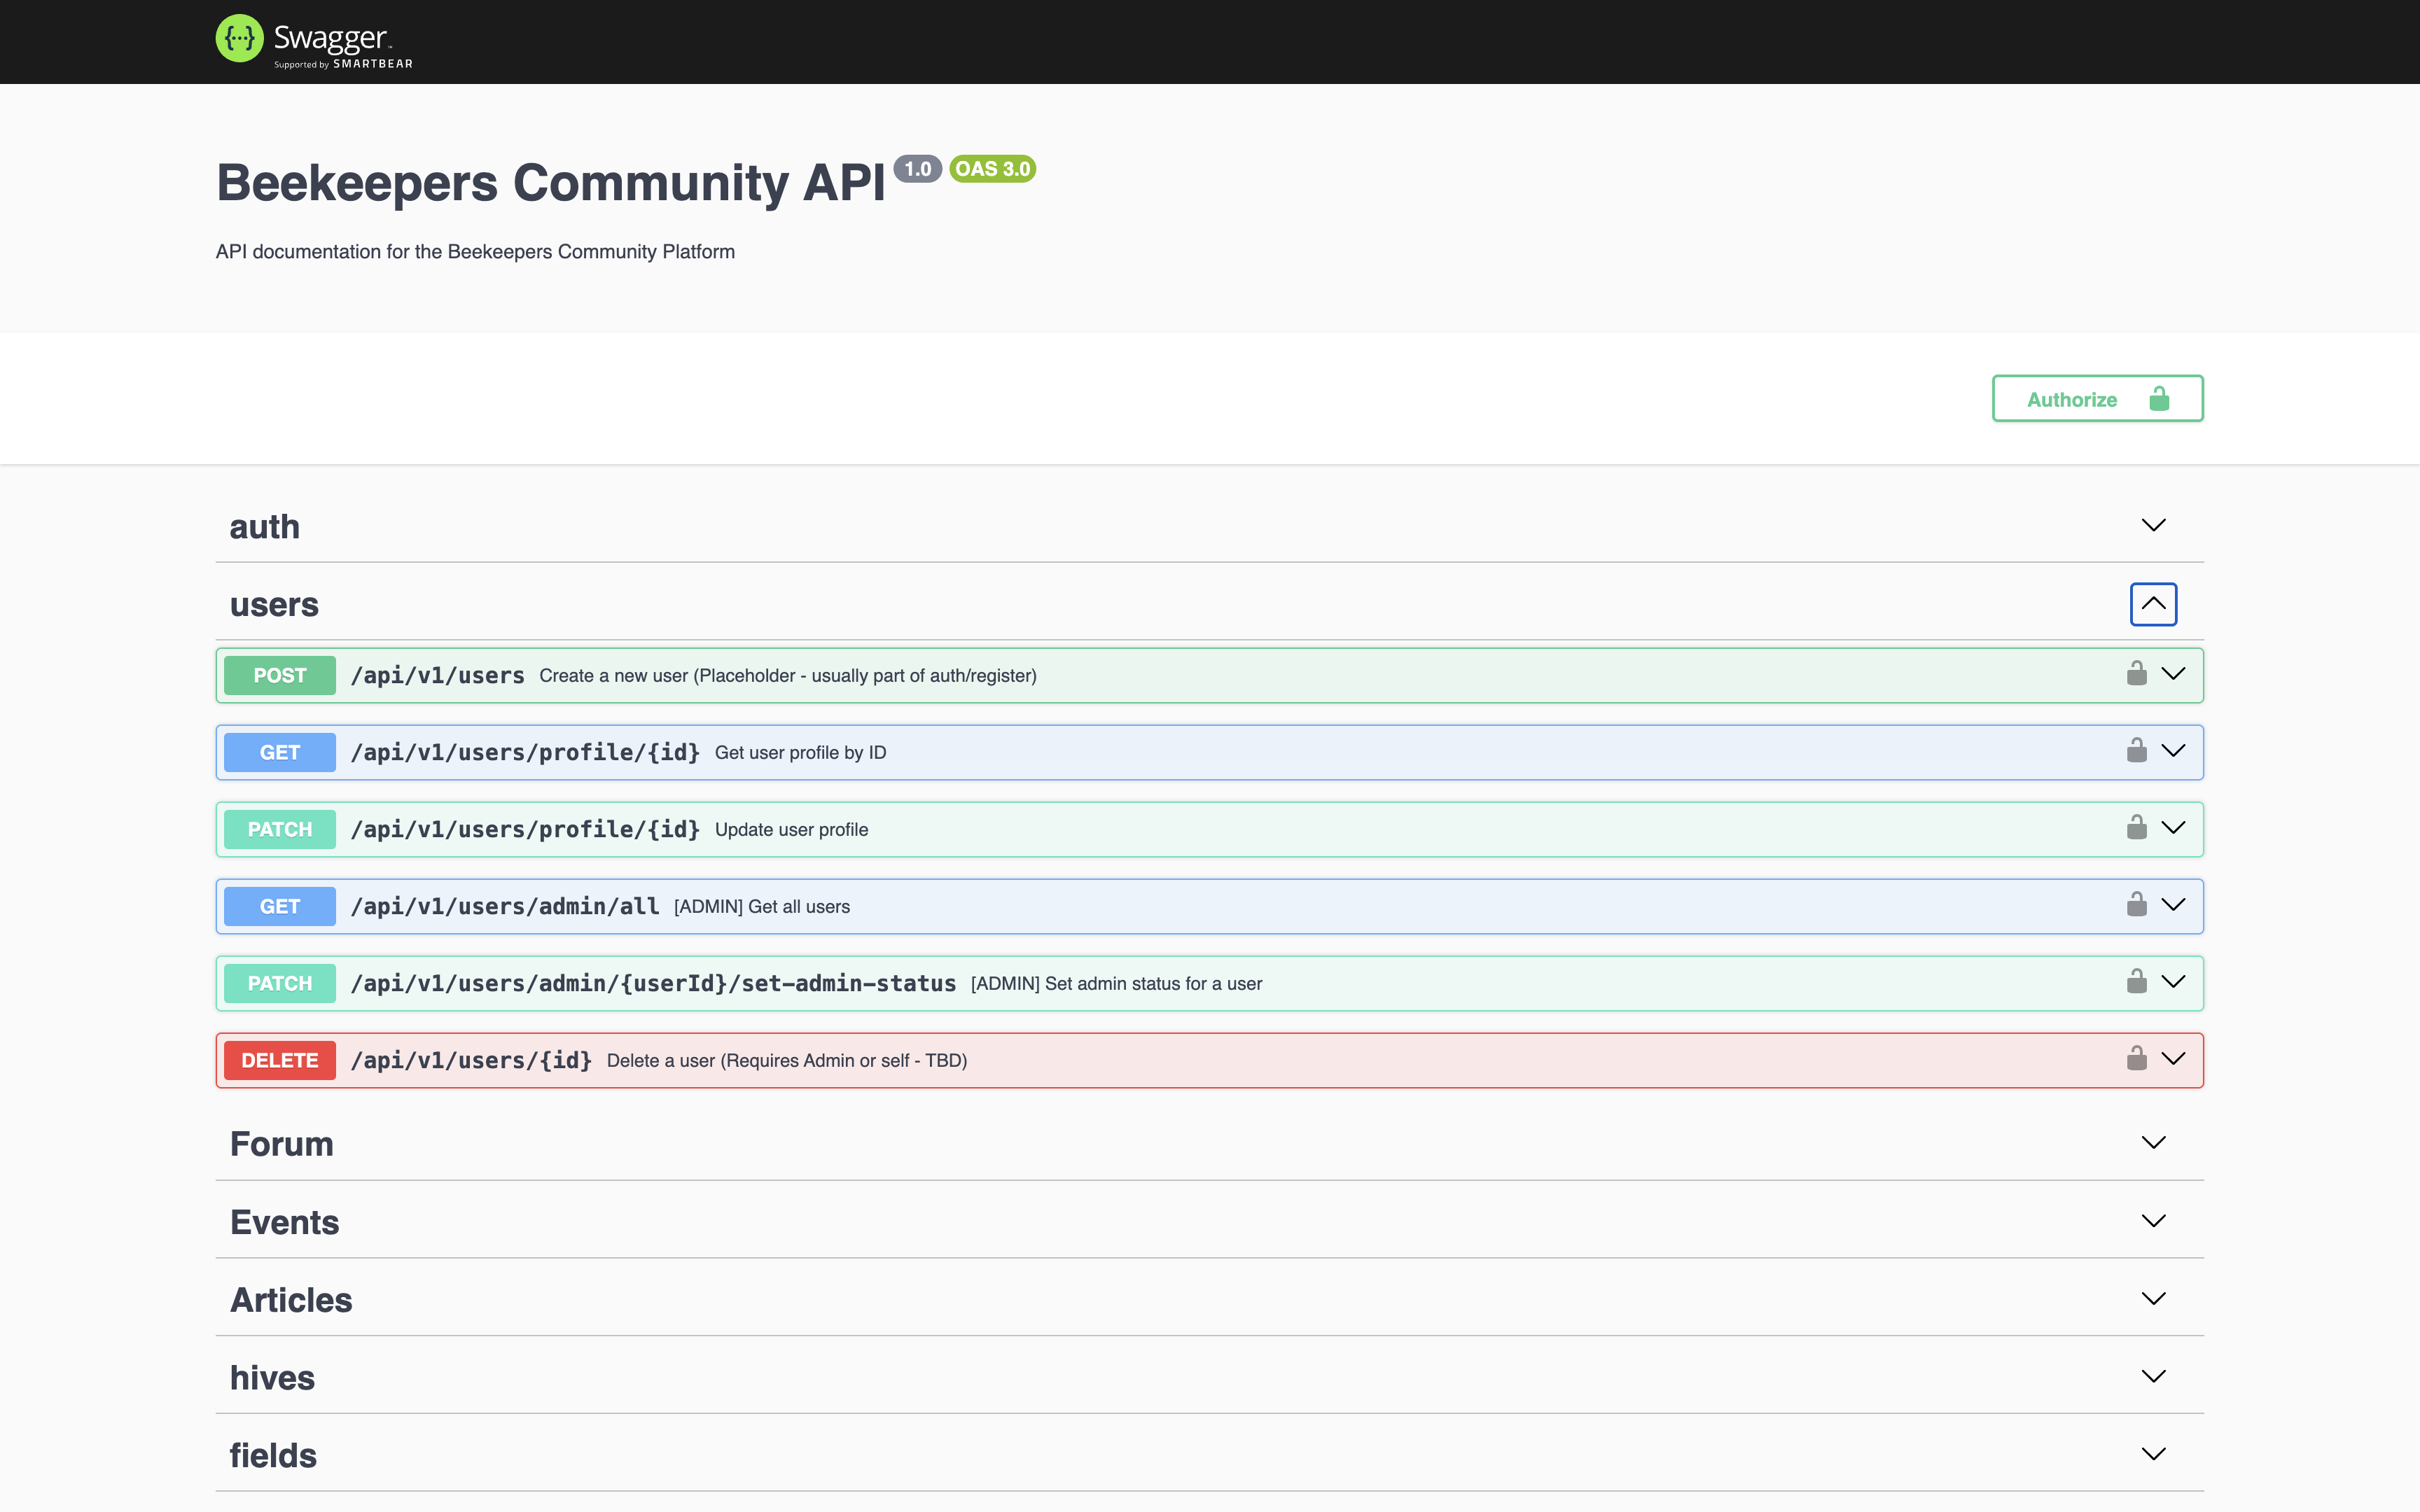 Swagger
Supported by SMARTBEAR
Beekeepers Community API 1.0 OAS 3.0
API documentation for the Beekeepers Community Platform
Authorize
auth
users
POST /api/v1/users Create a new user (Placeholder - usually part of auth/register)
GET /api/v1/users/profile/{id} Get user profile by ID
PATCH /api/v1/users/profile/{id} Update user profile
GET /api/v1/users/admin/all [ADMIN] Get all users
PATCH /api/v1/users/admin/{userId}/set-admin-status [ADMIN] Set admin status for a user
DELETE /api/v1/users/{id} Delete a user (Requires Admin or self - TBD)
Forum
Events
Articles
hives
fields